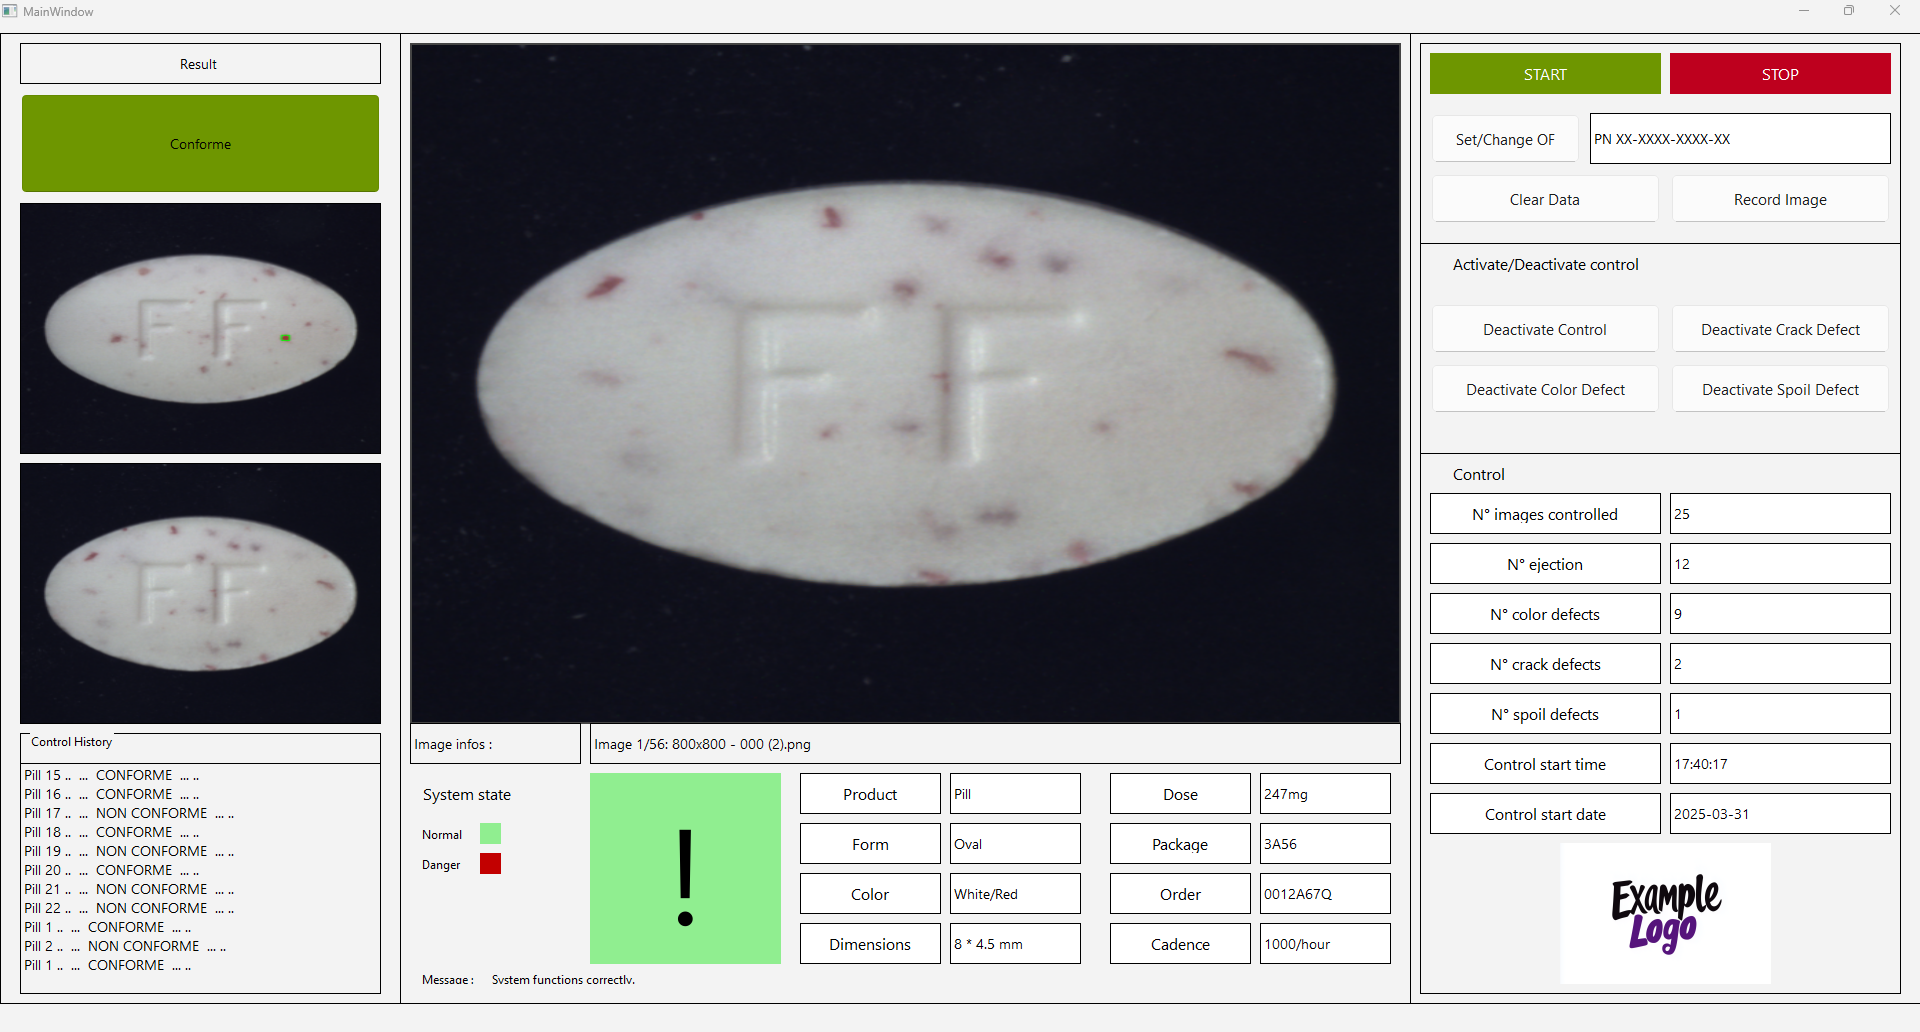 MainWindow
Result
Conforme
FF
FF
Control History
Pill 15 .. ... CONFORME ... ..
Pill 16 .. ... CONFORME ... ..
Pill 17 .. ... NON CONFORME ... ..
Pill 18 .. ... CONFORME ... ..
Pill 19 .. ... NON CONFORME ... ..
Pill 20 .. ... CONFORME ... ..
Pill 21 .. ... NON CONFORME ... ..
Pill 22 .. ... NON CONFORME ... ..
Pill 1 .. ... CONFORME ... ..
Pill 2 .. ... NON CONFORME ... ..
Pill 1 .. ... CONFORME ... ..
FF
Image infos :
Image 1/56: 800x800 - 000 (2).png
System state
Normal
Danger
!
Product
Pill
Dose
247mg
Form
Oval
Package
3A56
Color
White/Red
Order
0012A67Q
Dimensions
8 * 4.5 mm
Cadence
1000/hour
Message : System functions correctly.
START
STOP
Set/Change OF
PN XX-XXXX-XXXX-XX
Clear Data
Record Image
Activate/Deactivate control
Deactivate Control
Deactivate Crack Defect
Deactivate Color Defect
Deactivate Spoil Defect
Control
N° images controlled
25
N° ejection
12
N° color defects
9
N° crack defects
2
N° spoil defects
1
Control start time
17:40:17
Control start date
2025-03-31
Example
Logo